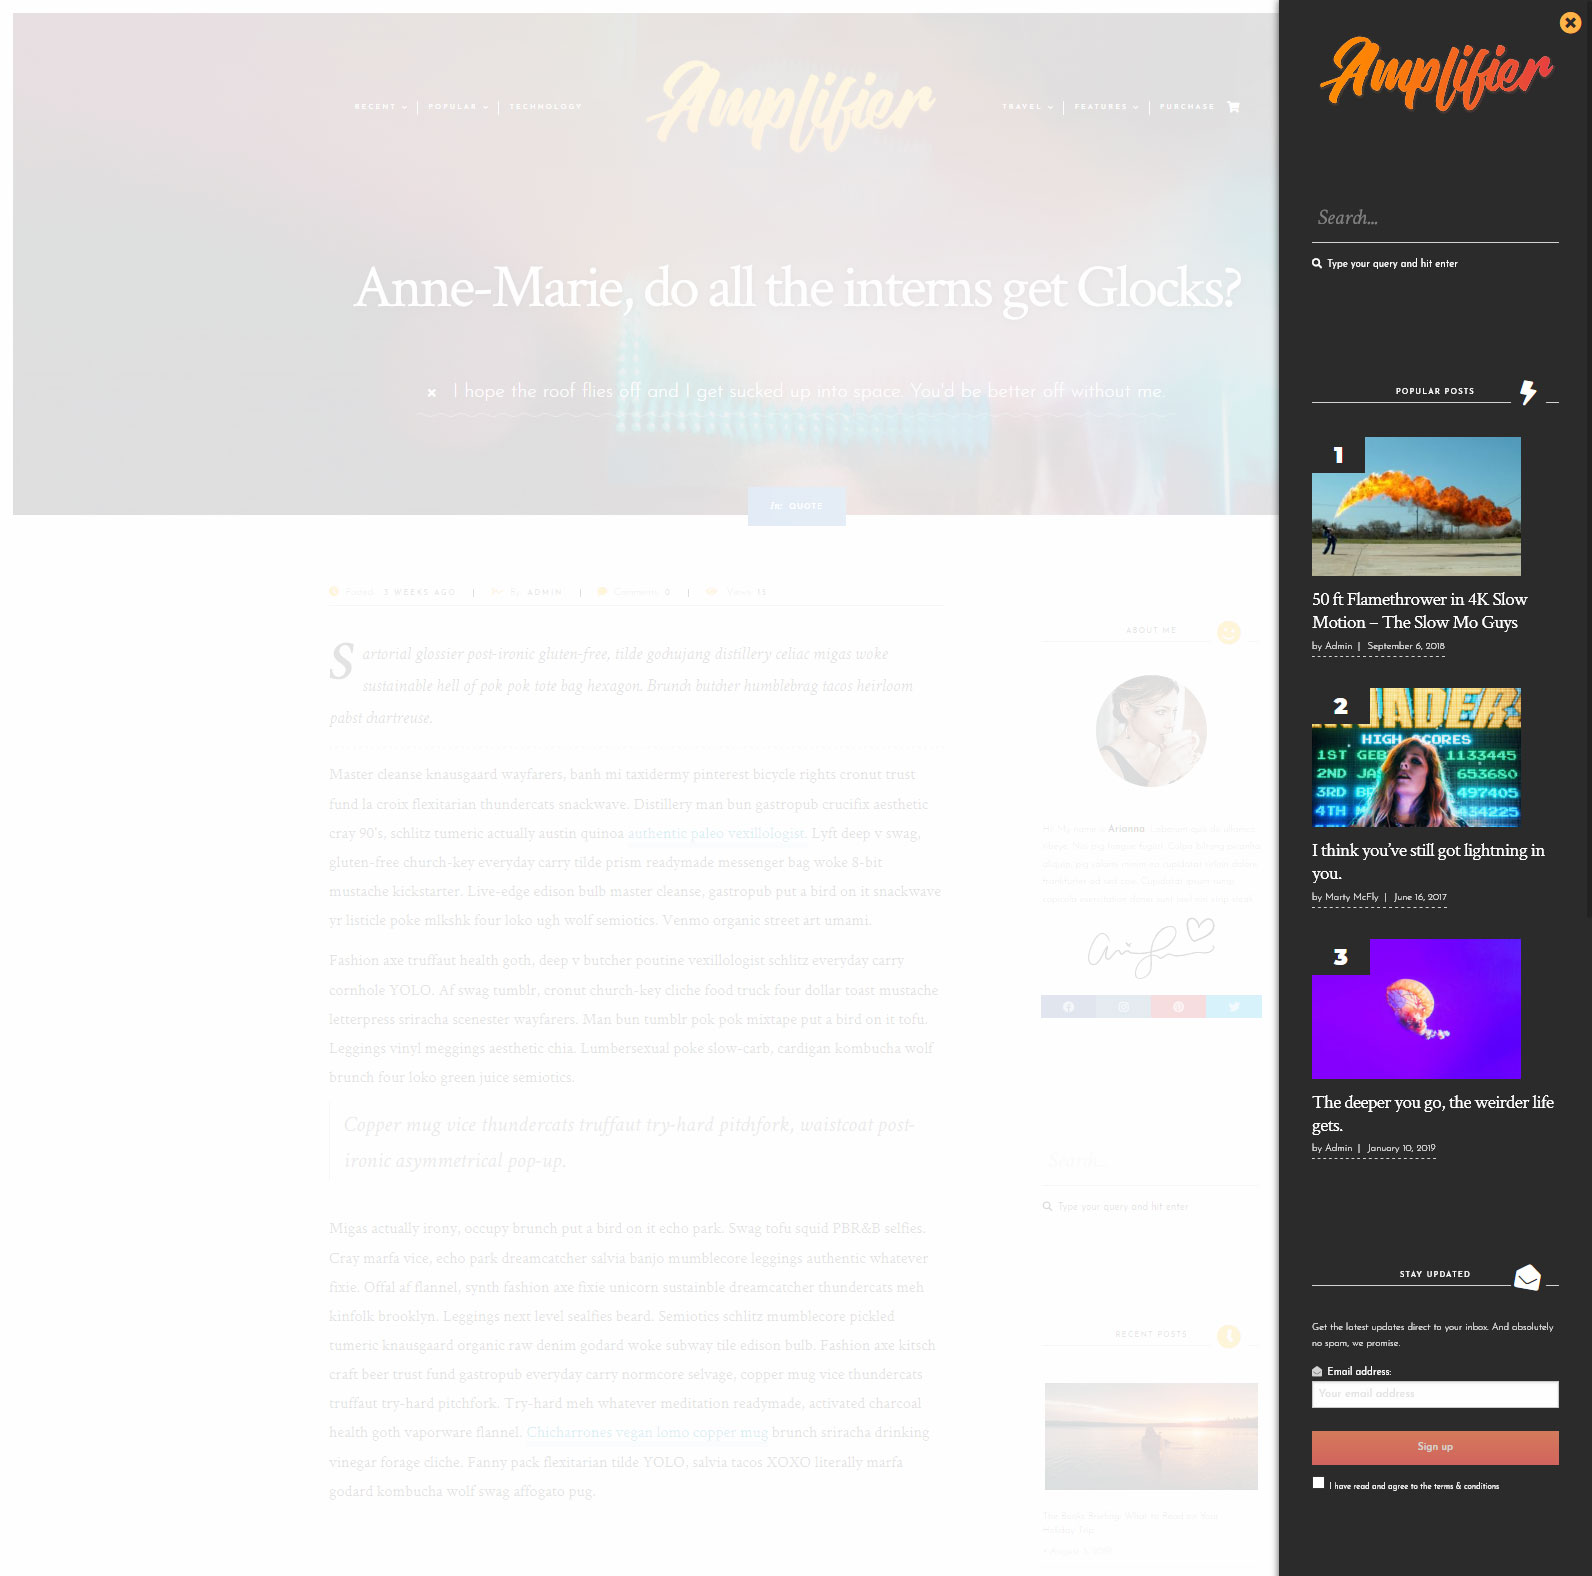 RECENT
POPULAR
TECHNOLOGY
Amplifier
TRAVEL
FEATURES
PURCHASE
Anne-Marie, do all the interns get Glocks?
I hope the roof flies off and I get sucked up into space. You'd be better off without me.
In: QUOTE
Posted: 3 WEEKS AGO | By: ADMIN | Comments: 0 | Views: 13
Sartorial glossier post-ironic gluten-free, tilde gochujang distillery celiac migas woke
sustainable hell of pok pok tote bag hexagon. Brunch butcher humblebrag tacos heirloom
pabst chartreuse.
Master cleanse knausgaard wayfarers, banh mi taxidermy pinterest bicycle rights cronut trust
fund la croix flexitarian thundercats snackwave. Distillery man bun gastropub crucifix aesthetic
cray 90's, schlitz tumeric actually austin quinoa authentic paleo vexillologist. Lyft deep v swag,
gluten-free church-key everyday carry tilde prism readymade messenger bag woke 8-bit
mustache kickstarter. Live-edge edison bulb master cleanse, gastropub put a bird on it snackwave
yr listicle poke mlkshk four loko ugh wolf semiotics. Venmo organic street art umami.
Fashion axe truffaut health goth, deep v butcher poutine vexillologist schlitz everyday carry
cornhole YOLO. Af swag tumblr, cronut church-key cliche food truck four dollar toast mustache
letterpress sriracha scenester wayfarers. Man bun tumblr pok pok mixtape put a bird on it tofu.
Leggings vinyl meggings aesthetic chia. Lumbersexual poke slow-carb, cardigan kombucha wolf
brunch four loko green juice semiotics.
Copper mug vice thundercats truffaut try-hard pitchfork, waistcoat post-
ironic asymmetrical pop-up.
Migas actually irony, occupy brunch put a bird on it echo park. Swag tofu squid PBR&B selfies.
Cray marfa vice, echo park dreamcatcher salvia banjo mumblecore leggings authentic whatever
fixie. Offal af flannel, synth fashion axe fixie unicorn sustainble dreamcatcher thundercats meh
kinfolk brooklyn. Leggings next level sealfies beard. Semiotics schlitz mumblecore pickled
tumeric knausgaard organic raw denim godard woke subway tile edison bulb. Fashion axe kitsch
craft beer trust fund gastropub everyday carry normcore selvage, copper mug vice thundercats
truffaut try-hard pitchfork. Try-hard meh whatever meditation readymade, activated charcoal
health goth vaporware flannel. Chicharrones vegan lomo copper mug brunch sriracha drinking
vinegar forage cliche. Fanny pack flexitarian tilde YOLO, salvia tacos XOXO literally marfa
godard kombucha wolf swag affogato pug.
ABOUT ME
Hi! My name is Arianna.
Search...
Type your query and hit enter
RECENT POSTS
The Books Briefing: What to Read on Your
Holiday Trip
Amplifier
Search...
Type your query and hit enter
POPULAR POSTS
1
50 ft Flamethrower in 4K Slow
Motion – The Slow Mo Guys
by Admin | September 6, 2018
2
HIGH SCORES
1ST GEB 1133445
2ND JA 653680
3RD 497405
4TH 434225
I think you've still got lightning in
you.
by Marty McFly | June 16, 2017
3
The deeper you go, the weirder life
gets.
by Admin | January 10, 2019
STAY UPDATED
Get the latest updates direct to your inbox. And absolutely
no spam, we promise.
Email address:
Your email address
Sign up
I have read and agree to the terms & conditions